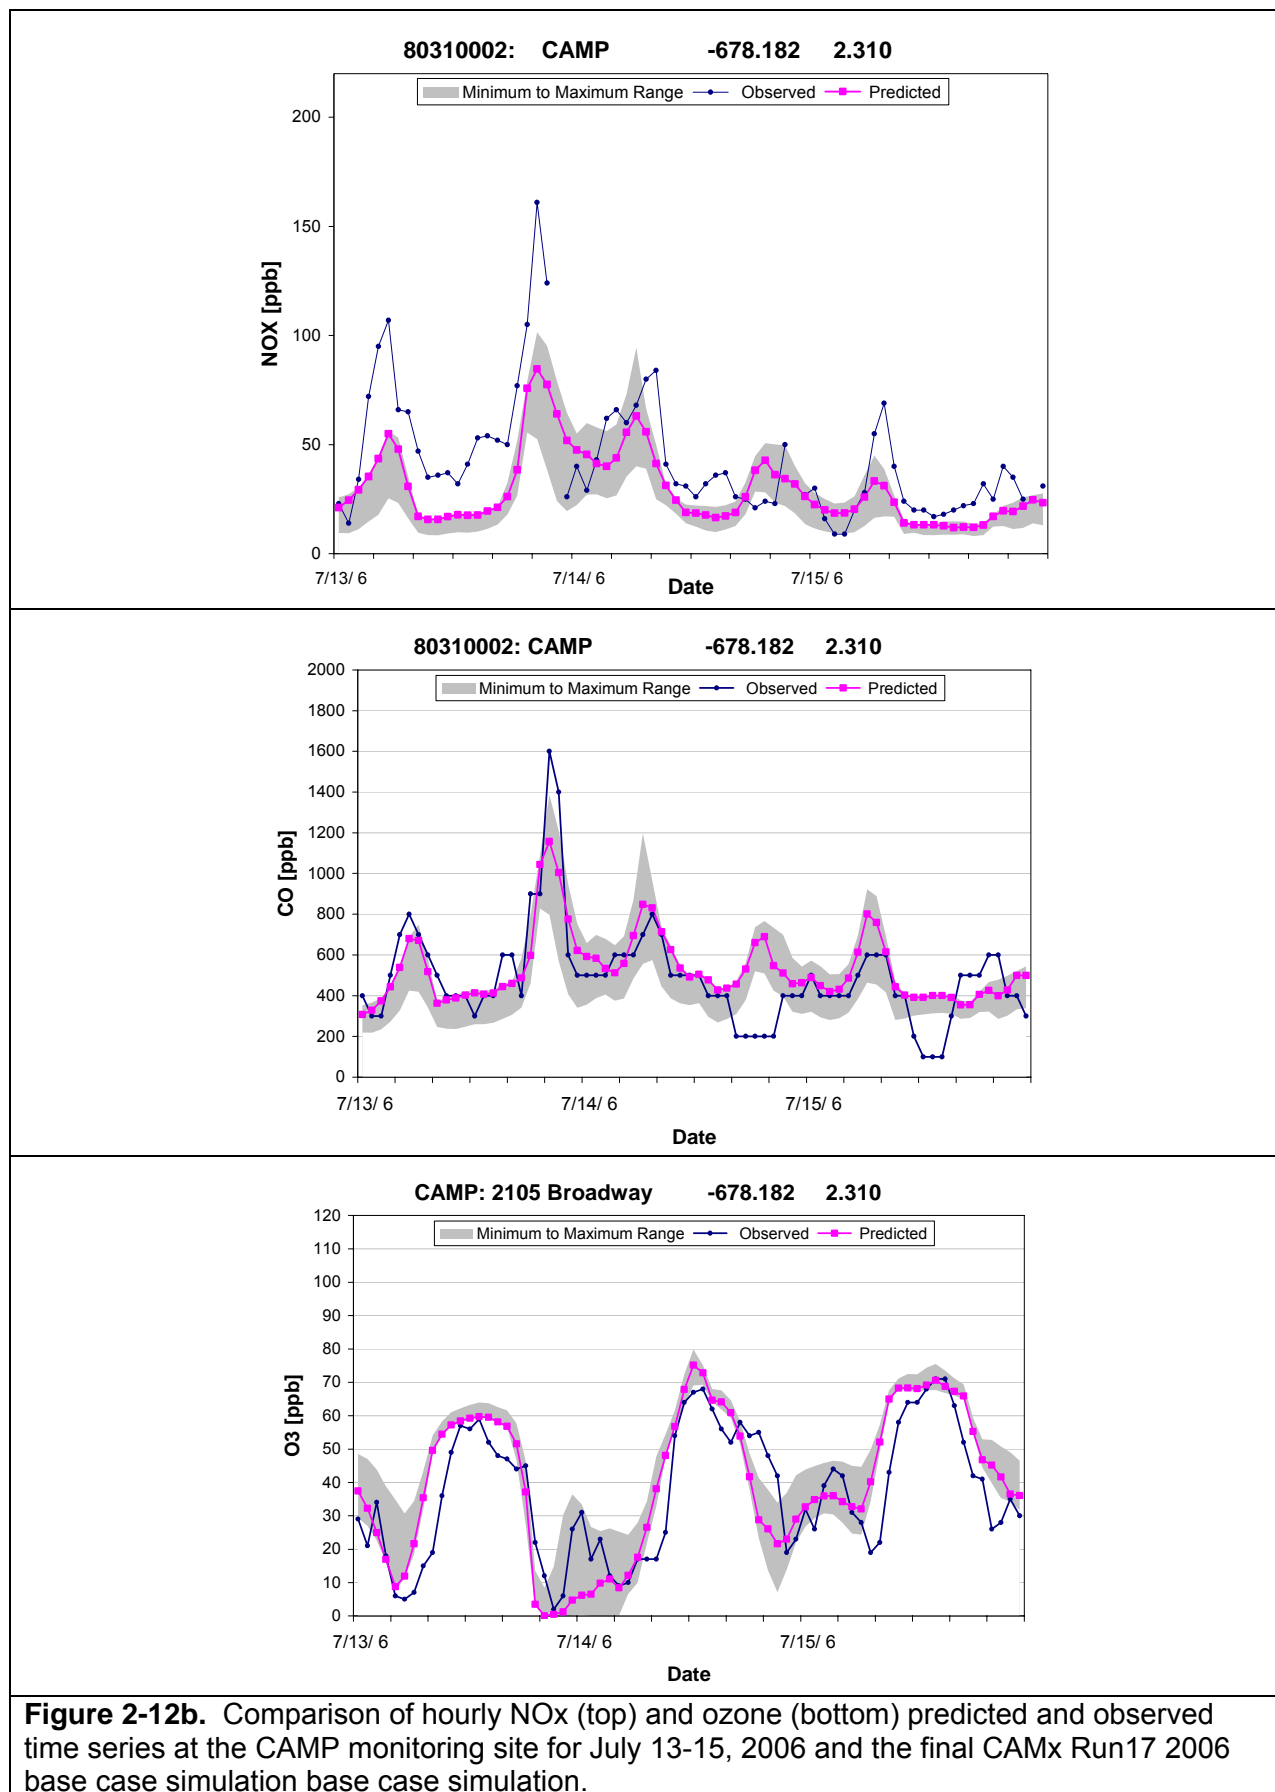 80310002: CAMP -678.182 2.310
Minimum to Maximum Range Observed Predicted
200
150
100
50
0
NOX [ppb]
7/13/ 6 7/14/ 6 7/15/ 6
Date
80310002: CAMP -678.182 2.310
Minimum to Maximum Range Observed Predicted
2000
1800
1600
1400
1200
1000
800
600
400
200
0
CO [ppb]
7/13/ 6 7/14/ 6 7/15/ 6
Date
CAMP: 2105 Broadway -678.182 2.310
Minimum to Maximum Range Observed Predicted
120
110
100
90
80
70
60
50
40
30
20
10
0
O3 [ppb]
7/13/ 6 7/14/ 6 7/15/ 6
Date
Figure 2-12b. Comparison of hourly NOx (top) and ozone (bottom) predicted and observed
time series at the CAMP monitoring site for July 13-15, 2006 and the final CAMx Run17 2006
base case simulation base case simulation.